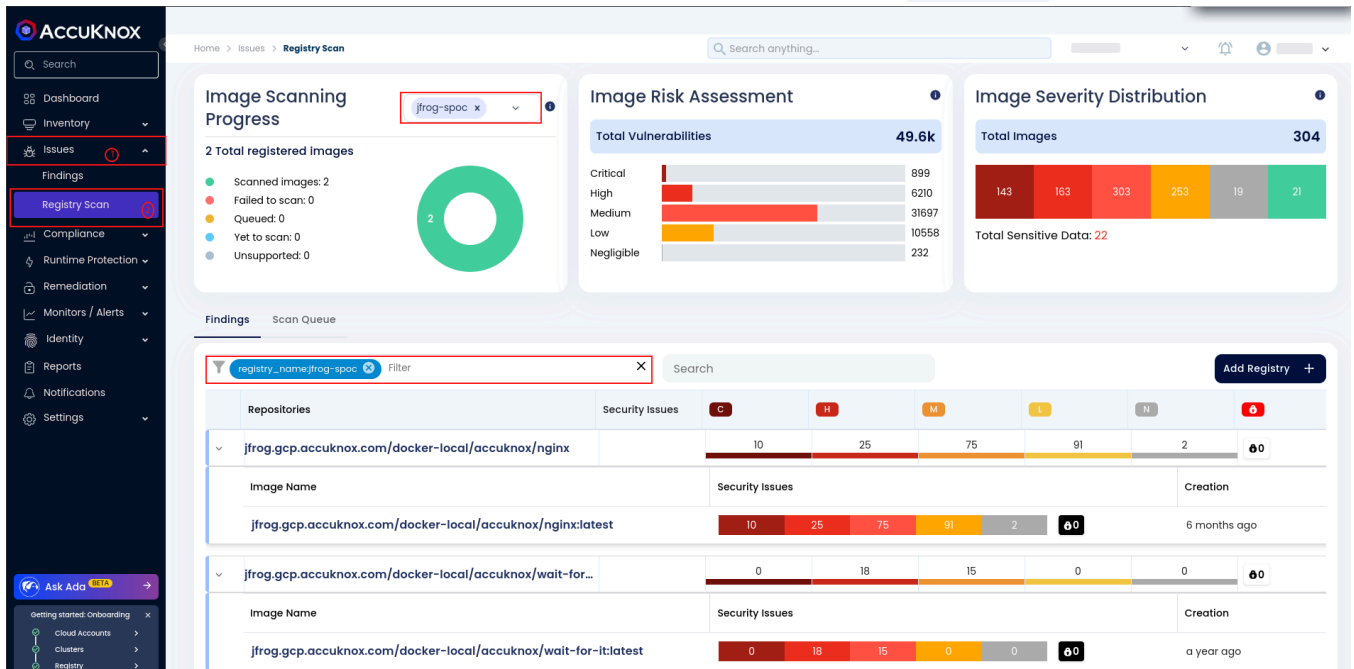 ACCUKNOX
Search
Dashboard
Inventory
Issues
1
Findings
Registry Scan
2
Compliance
Runtime Protection
Remediation
Monitors / Alerts
Identity
Reports
Notifications
Settings
Ask Ada BETA
Getting started: Onboarding x
Cloud Accounts
Clusters
Registry
Home > Issues > Registry Scan
Search anything...
Image Scanning
Progress
jfrog-spoc x
2 Total registered images
Scanned images: 2
Failed to scan: 0
Queued: 0
Yet to scan: 0
Unsupported: 0
2
Image Risk Assessment
Total Vulnerabilities 49.6k
Critical 899
High 6210
Medium 31697
Low 10558
Negligible 232
Image Severity Distribution
Total Images 304
143 163 303 253 19 21
Total Sensitive Data: 22
Findings Scan Queue
registry_name:jfrog-spoc Filter
Search
Add Registry +
Repositories Security Issues C H M L N
jfrog.gcp.accuknox.com/docker-local/accuknox/nginx 10 25 75 91 2 0
Image Name Security Issues Creation
jfrog.gcp.accuknox.com/docker-local/accuknox/nginx:latest 10 25 75 91 2 0 6 months ago
jfrog.gcp.accuknox.com/docker-local/accuknox/wait-for... 0 18 15 0 0 0
Image Name Security Issues Creation
jfrog.gcp.accuknox.com/docker-local/accuknox/wait-for-it:latest 0 18 15 0 0 0 a year ago